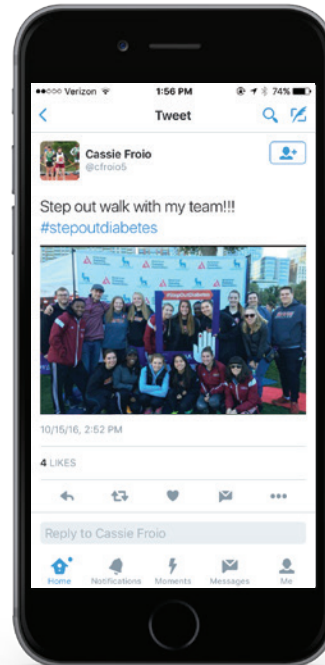 Verizon 1:56 PM 74%
Tweet
Cassie Froio
@cfroio5
Step out walk with my team!!!
#stepoutdiabetes
#StepOutDiabetes
10/15/16, 2:52 PM
4 LIKES
Reply to Cassie Froio
Home Notifications Moments Messages Me